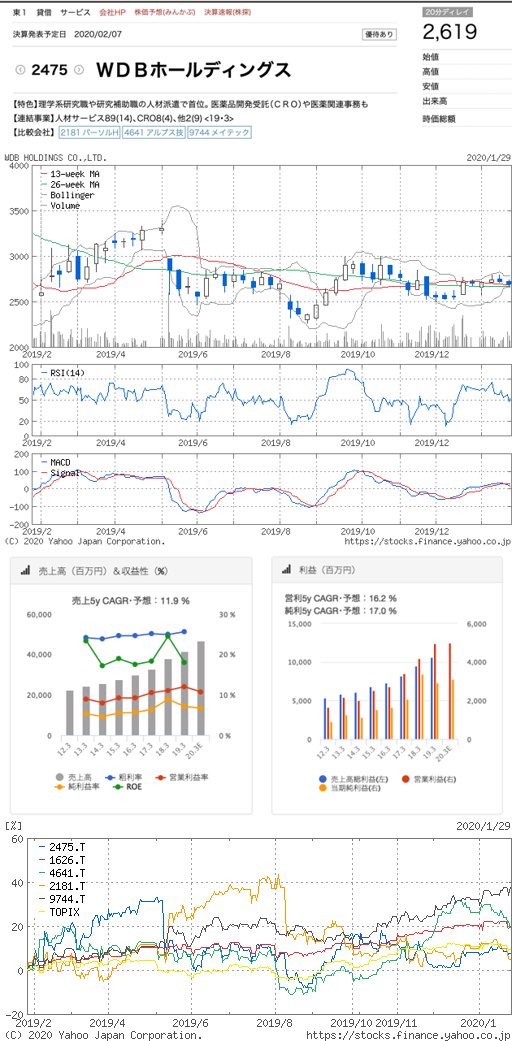 東１ 貸借 サービス 会社HP 株価予想(みんかぶ) 決算速報(株探)
20分ディレイ
決算発表予定日 2020/02/07 優待あり
2,619
2475 ＷＤＢホールディングス
始値
高値
安値
出来高
時価総額
【特色】理学系研究職や研究補助職の人材派遣で首位。医薬品開発受託（ＣＲＯ）や医薬関連事務も
【連結事業】人材サービス89(14)、CRO8(4)、他2(9) <19・3>
【比較会社】 2181 パーソルH 4641 アルプス技 9744 メイテック
WDB HOLDINGS CO.,LTD. 2020/1/29
4000
13-week MA
26-week MA
Bollinger
Volume
3500
3000
2500
2000
2019/2 2019/4 2019/6 2019/8 2019/10 2019/12
100
RSI(14)
80
50
20
0
2019/2 2019/4 2019/6 2019/8 2019/10 2019/12
200
MACD
Signal
100
0
-100
-200
2019/2 2019/4 2019/6 2019/8 2019/10 2019/12
(C) 2020 Yahoo Japan Corporation. https://stocks.finance.yahoo.co.jp
売上高（百万円）＆収益性（%）
売上5y CAGR・予想：11.9 %
60,000 30 %
40,000 20 %
20,000 10 %
0 0 %
12.3 13.3 14.3 15.3 16.3 17.3 18.3 19.3 20.3E
売上高 粗利率 営業利益率
純利益率 ROE
利益（百万円）
営利5y CAGR・予想：16.2 %
純利5y CAGR・予想：17.0 %
15,000 6,000
10,000 4,000
5,000 2,000
0 0
12.3 13.3 14.3 15.3 16.3 17.3 18.3 19.3 20.3E
売上高総利益(左) 営業利益(右)
当期純利益(右)
[%] 2020/1/29
60
2475.T
1626.T
4641.T
2181.T
9744.T
TOPIX
40
20
0
-20
2019/2 2019/4 2019/6 2019/8 2019/10 2019/11 2020/1
(C) 2020 Yahoo Japan Corporation. https://stocks.finance.yahoo.co.jp